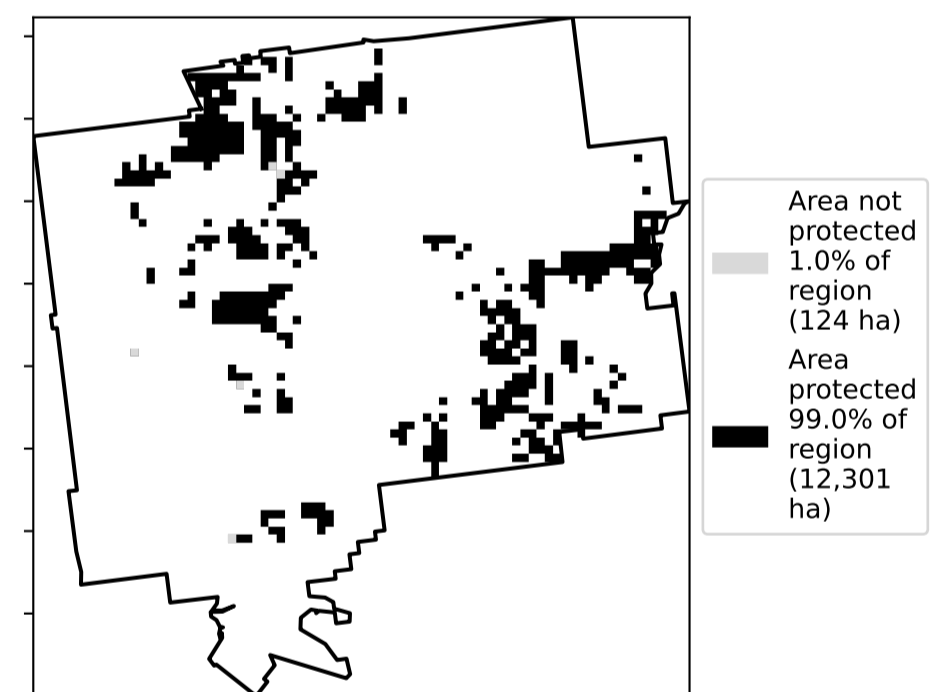 Area not
protected
1.0% of
region
(124 ha)
Area
protected
99.0% of
region
(12,301
ha)